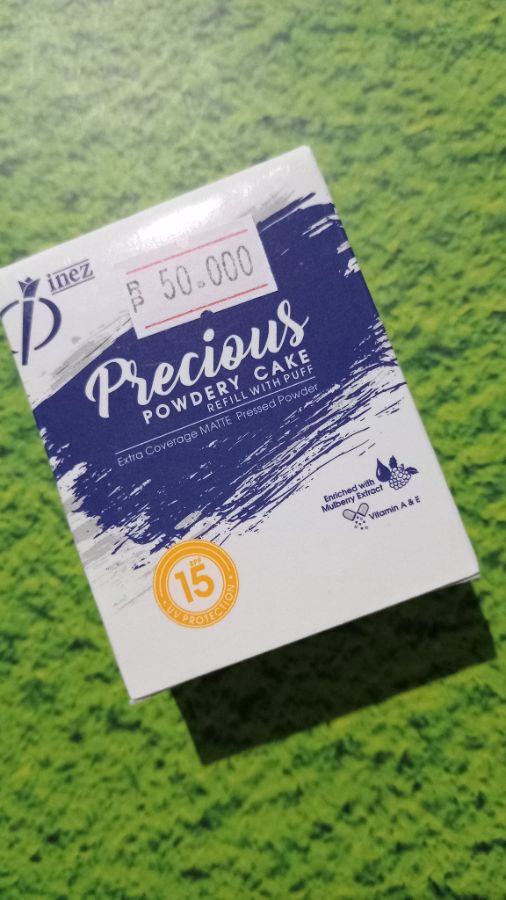 inez
Rp 50.000
Precious
POWDERY CAKE
REFILL WITH PUFF
Extra Coverage MATTE Pressed Powder
Enriched with
Mulberry Extract
Vitamin A & E
SPF
15
UV PROTECTION